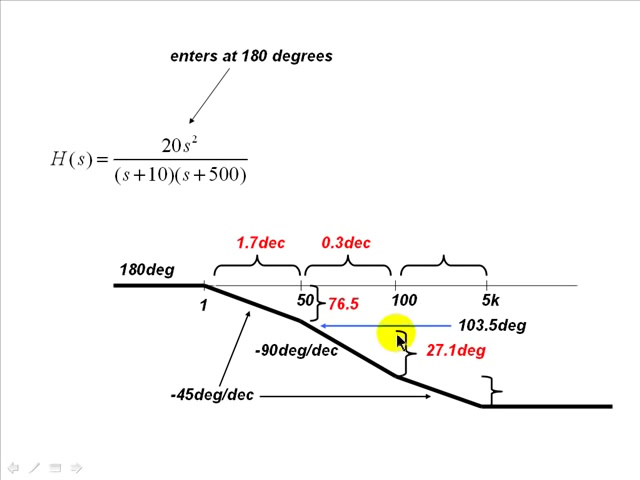 enters at 180 degrees
H(s) = 20s² / (s+10)(s+500)
1.7dec 0.3dec
180deg
1 50 76.5 100 5k
103.5deg
-90deg/dec 27.1deg
-45deg/dec